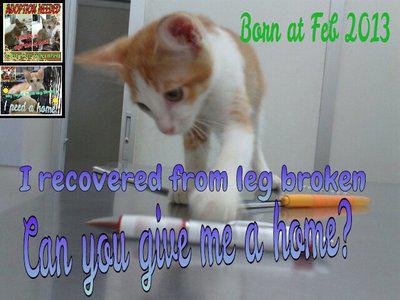 ADOPTION NEEDED
I need a home!!
Born at Feb 2013
I recovered from leg broken
Can you give me a home?